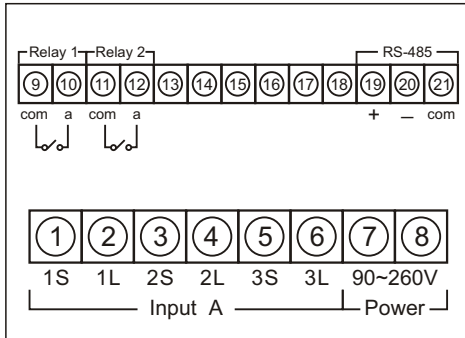 Relay 1 Relay 2 RS-485
9 10 11 12 13 14 15 16 17 18 19 20 21
com a com a + – com
1 2 3 4 5 6 7 8
1S 1L 2S 2L 3S 3L 90~260V
Input A Power